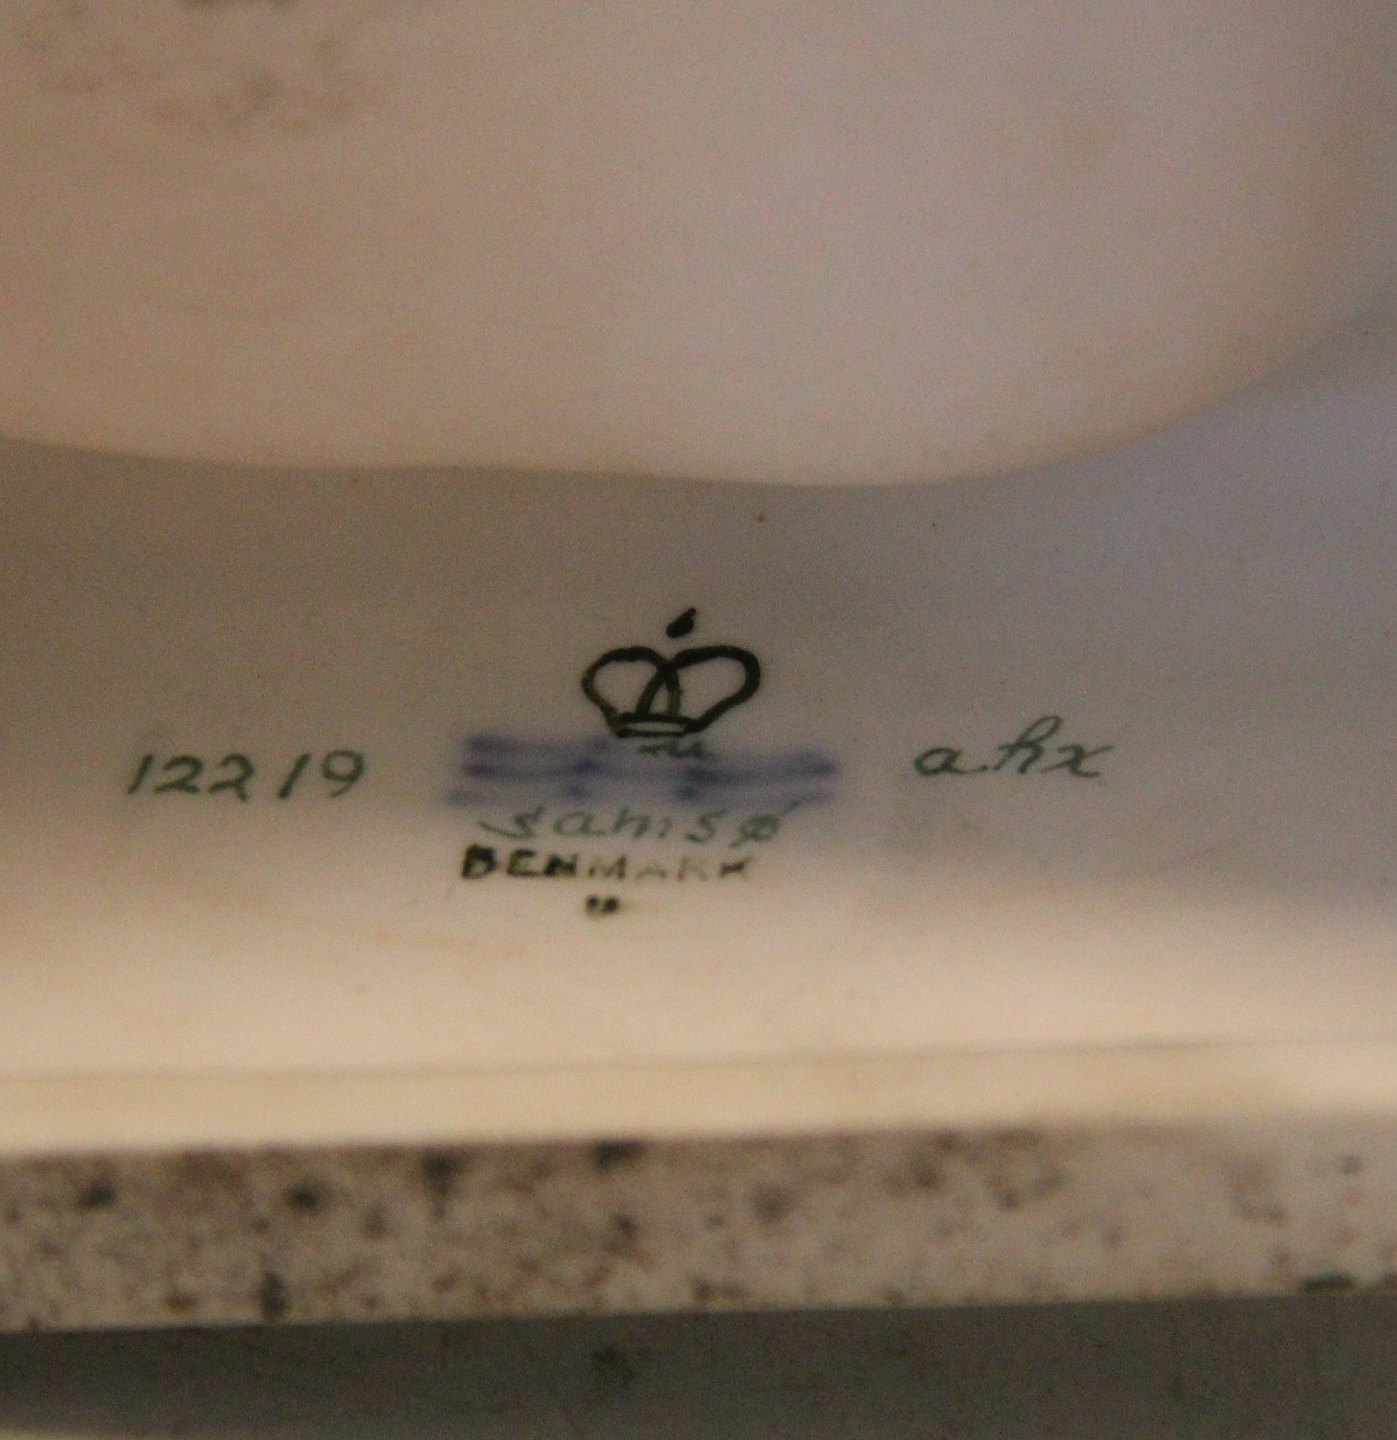 12219
a.hx
samsø
DENMARK